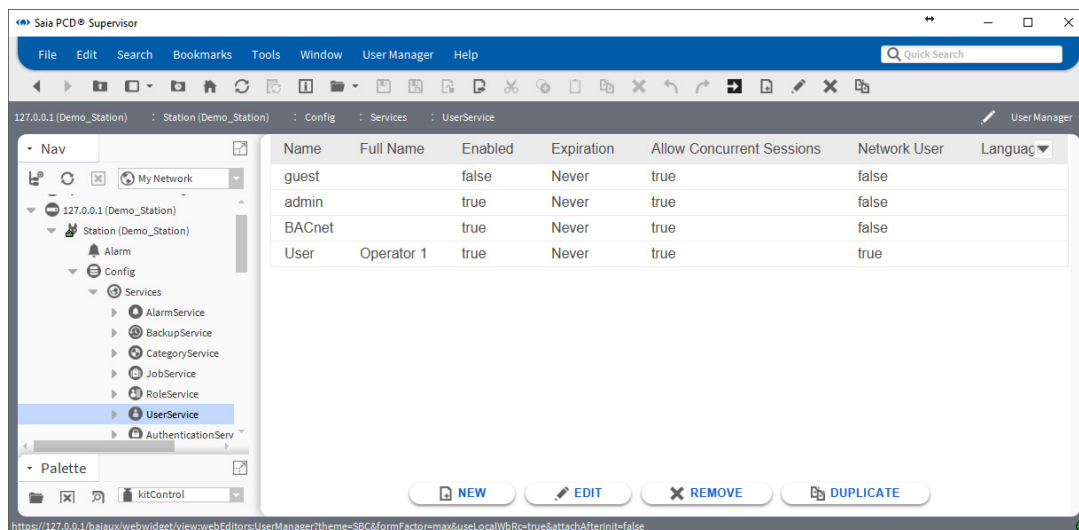 Saia PCD® Supervisor
File Edit Search Bookmarks Tools Window User Manager Help
Quick Search
127.0.0.1 (Demo_Station) : Station (Demo_Station) : Config : Services : UserService User Manager
Nav
My Network
127.0.0.1 (Demo_Station)
Station (Demo_Station)
Alarm
Config
Services
AlarmService
BackupService
CategoryService
JobService
RoleService
UserService
AuthenticationServ
Palette
kitControl
Name Full Name Enabled Expiration Allow Concurrent Sessions Network User Languag
guest false Never true false
admin true Never true false
BACnet true Never true false
User Operator 1 true Never true true
NEW EDIT REMOVE DUPLICATE
https://127.0.0.1/bajaux/webwidget/view:webEditors:UserManager?theme=SBC&formFactor=max&useLocalWbRc=true&attachAfterInit=false